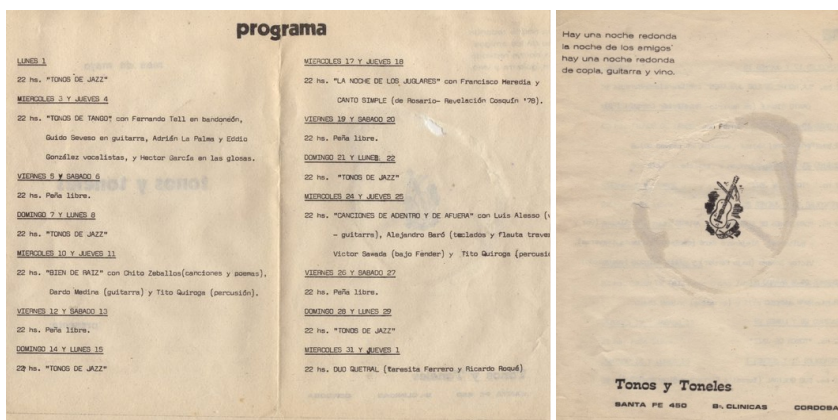 programa
LUNES 1
22 hs. "TONOS DE JAZZ"
MIERCOLES 3 Y JUEVES 4
22 hs. "TONOS DE TANGO" con Fernando Tell en bandoneón,
Guido Seveso en guitarra, Adrián La Palma y Eddio
González vocalistas, y Hector García en las glosas.
VIERNES 5 Y SABADO 6
22 hs. Peña libre.
DOMINGO 7 Y LUNES 8
22 hs. "TONOS DE JAZZ"
MIERCOLES 10 Y JUEVES 11
22 hs. "BIEN DE RAIZ" con Chito Zeballos(canciones y poemas),
Dardo Medina (guitarra) y Tito Quiroga (percusión).
VIERNES 12 Y SABADO 13
22 hs. Peña libre.
DOMINGO 14 Y LUNES 15
22 hs. "TONOS DE JAZZ"
MIERCOLES 17 Y JUEVES 18
22 hs. "LA NOCHE DE LOS JUGLARES" con Francisco Heredia y
CANTO SIMPLE (de Rosario- Revelación Cosquín '78).
VIERNES 19 Y SABADO 20
22 hs. Peña libre.
DOMINGO 21 Y LUNES 22
22 hs. "TONOS DE JAZZ"
MIERCOLES 24 Y JUEVES 25
22 hs. "CANCIONES DE ADENTRO Y DE AFUERA" con Luis Alesso (
- guitarra), Alejandro Baró (teclados y flauta
Victor Saveda (bajo Fender) y Tito Quiroga
VIERNES 26 Y SABADO 27
22 hs. Peña libre.
DOMINGO 28 Y LUNES 29
22 hs. "TONOS DE JAZZ"
MIERCOLES 31 Y JUEVES 1
22 hs. DUO QUETRAL (teresita Ferrero y Ricardo Roqué)
Hay una noche redonda
la noche de los amigos
hay una noche redonda
de copla, guitarra y vino.
Tonos y Toneles
SANTA FE 450 Bº. CLINICAS CORDOBA